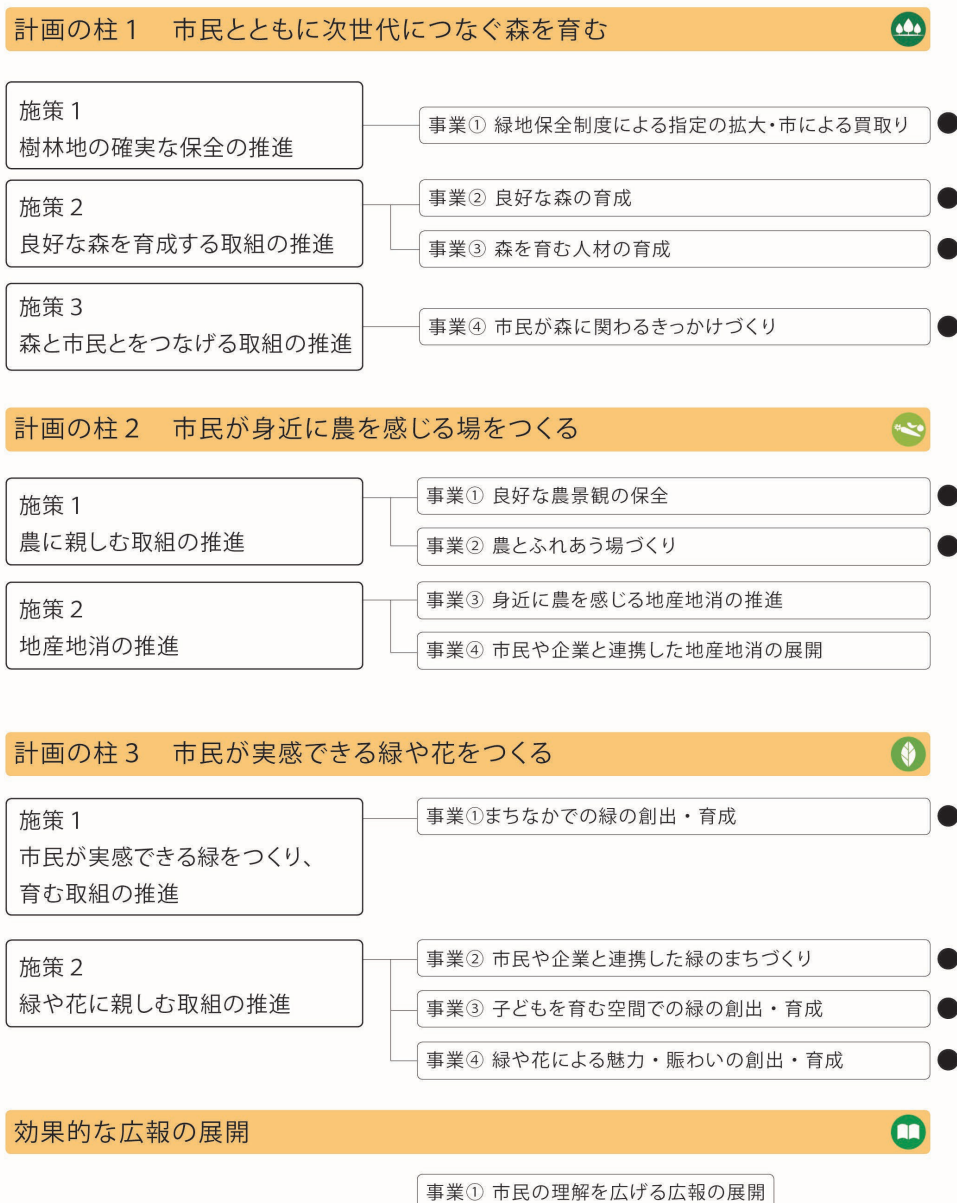 計画の柱 1　市民とともに次世代につなぐ森を育む
施策 1
樹林地の確実な保全の推進
事業① 緑地保全制度による指定の拡大・市による買取り
施策 2
良好な森を育成する取組の推進
事業② 良好な森の育成
事業③ 森を育む人材の育成
施策 3
森と市民とをつなげる取組の推進
事業④ 市民が森に関わるきっかけづくり
計画の柱 2　市民が身近に農を感じる場をつくる
施策 1
農に親しむ取組の推進
事業① 良好な農景観の保全
事業② 農とふれあう場づくり
施策 2
地産地消の推進
事業③ 身近に農を感じる地産地消の推進
事業④ 市民や企業と連携した地産地消の展開
計画の柱 3　市民が実感できる緑や花をつくる
施策 1
市民が実感できる緑をつくり、
育む取組の推進
事業①まちなかでの緑の創出・育成
施策 2
緑や花に親しむ取組の推進
事業② 市民や企業と連携した緑のまちづくり
事業③ 子どもを育む空間での緑の創出・育成
事業④ 緑や花による魅力・賑わいの創出・育成
効果的な広報の展開
事業① 市民の理解を広げる広報の展開